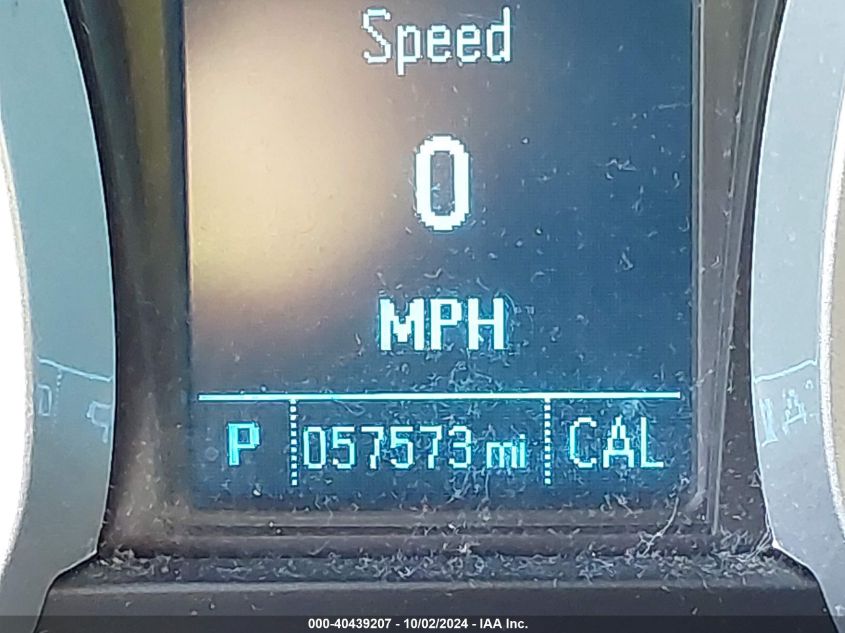 Speed
0
MPH
P 057573 mi CAL
000-40439207 - 10/02/2024 - IAA Inc.